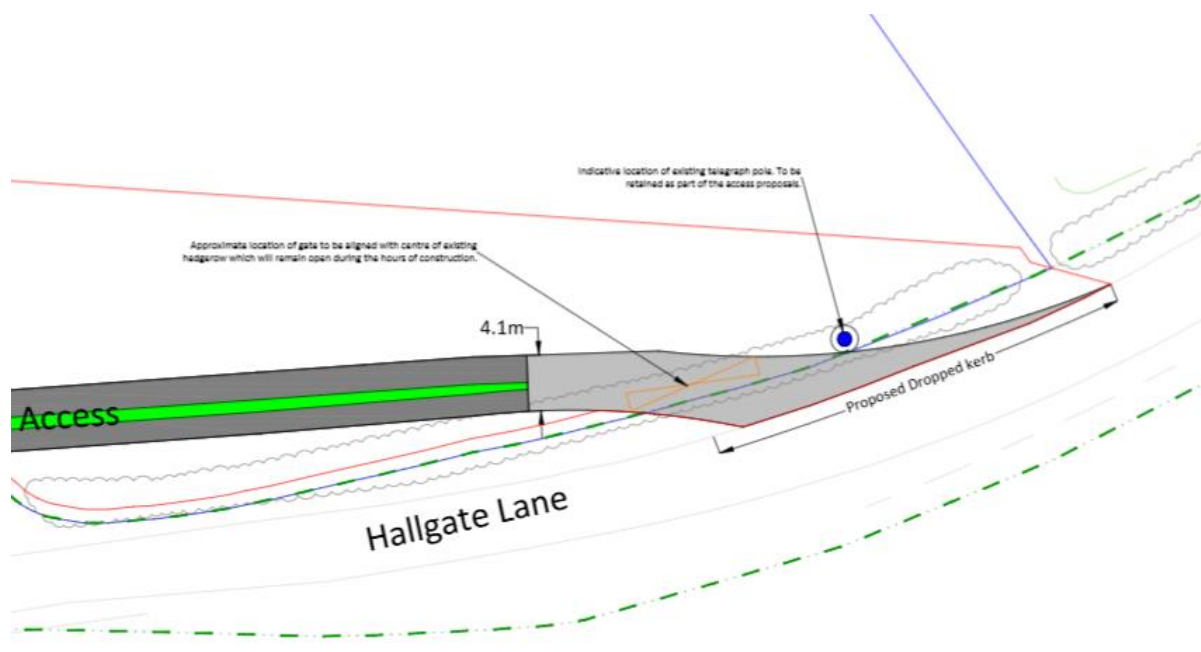 Indicative location of existing telegraph pole. To be
retained as part of the access proposals.
Approximate location of gate to be aligned with centre of existing
hedgerow which will remain open during the hours of construction.
4.1m
Access
Proposed Dropped kerb
Hallgate Lane